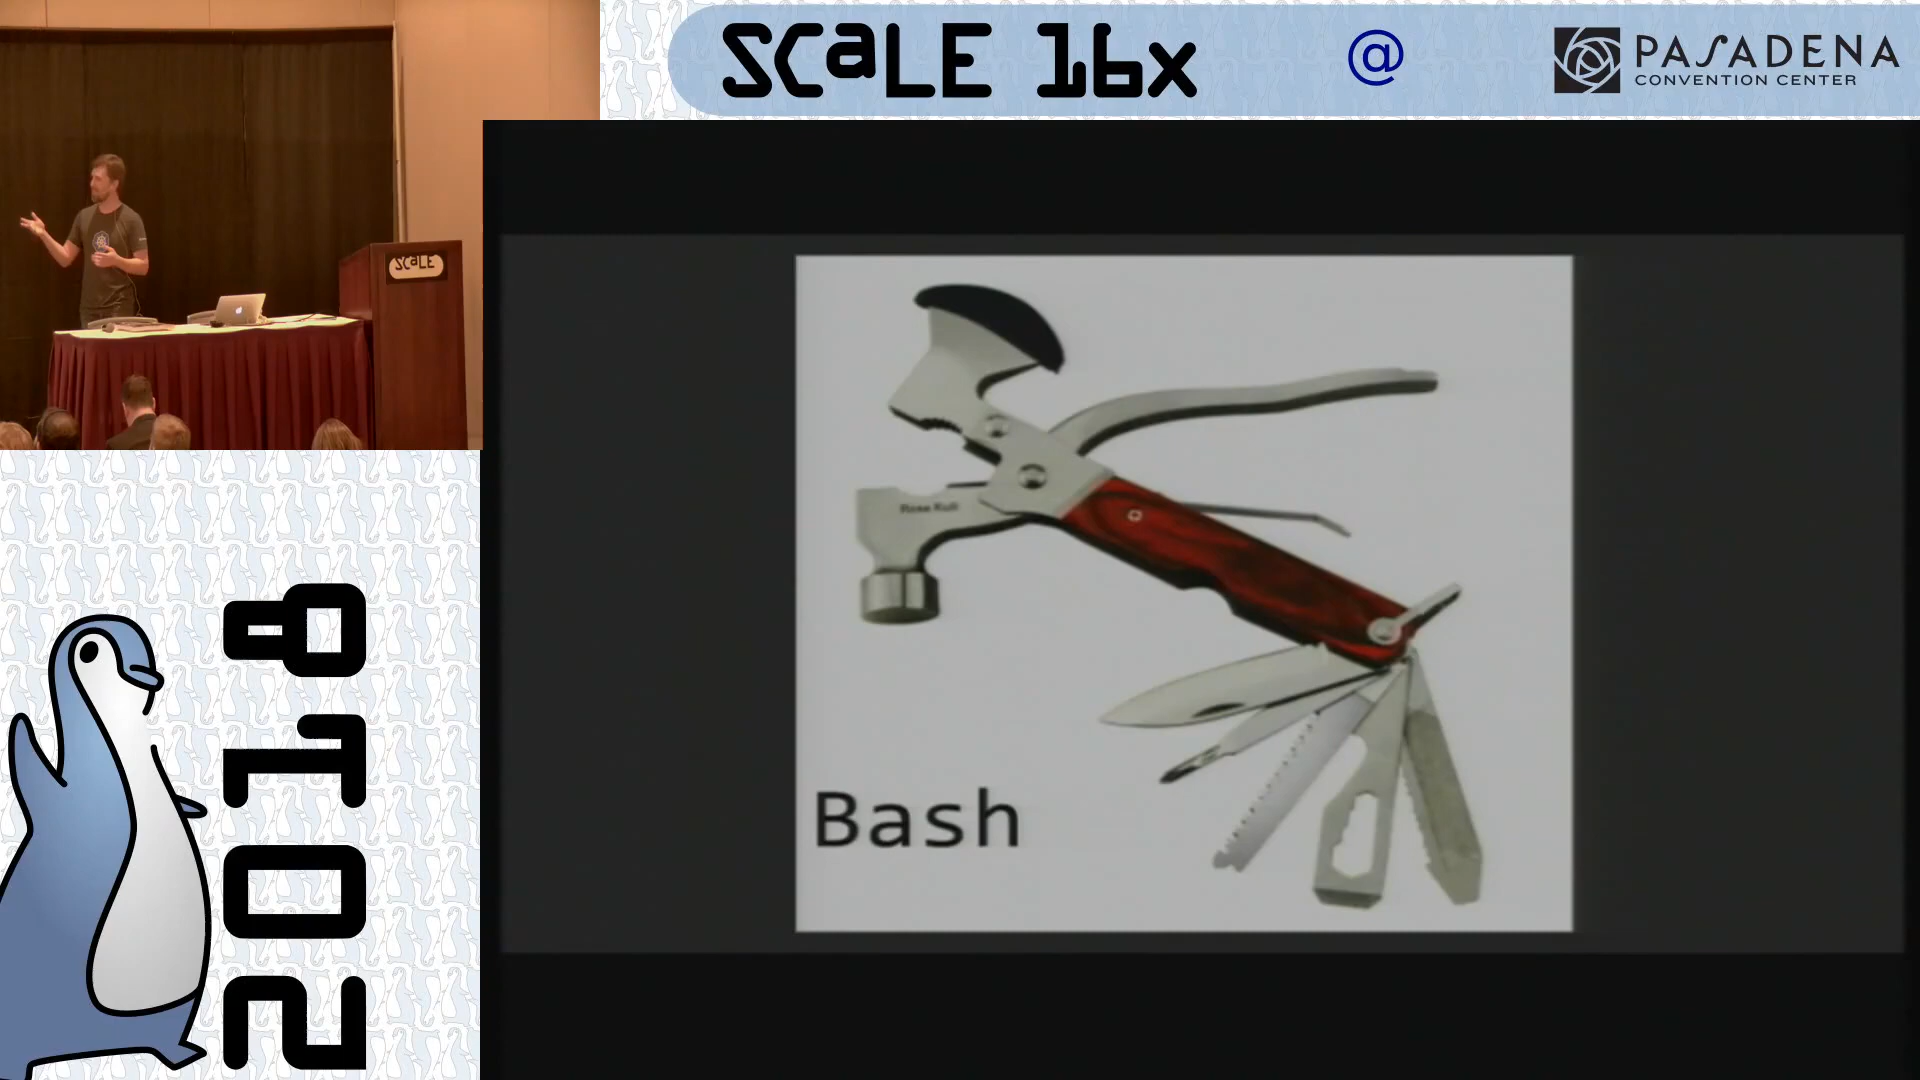 SCaLE 16x
@
PASADENA
CONVENTION CENTER
SCaLE
Bash
2018